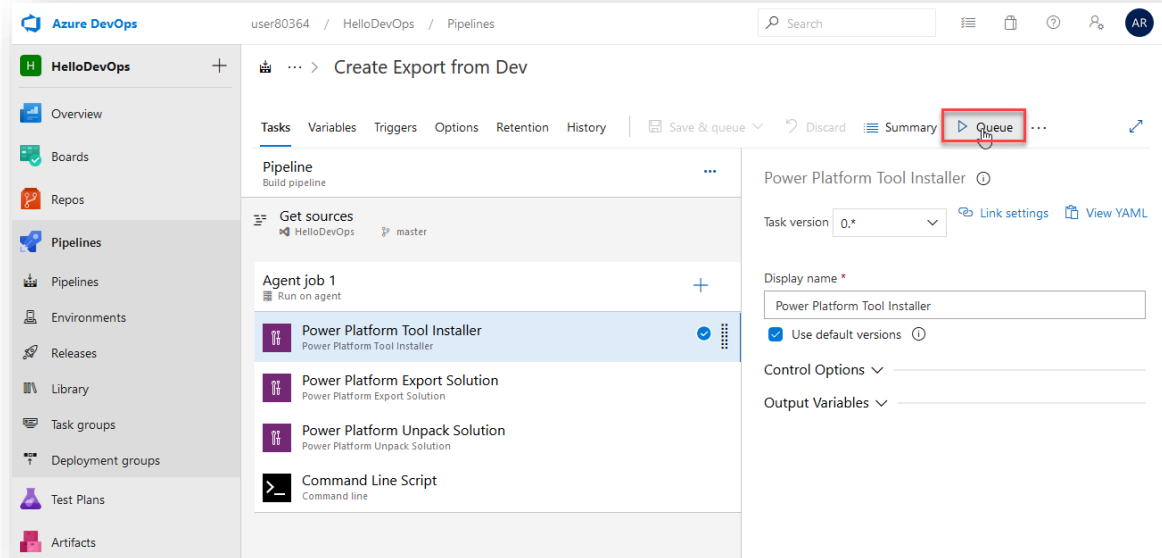 Azure DevOps
user80364 / HelloDevOps / Pipelines
Search
AR
H HelloDevOps +
Overview
Boards
Repos
Pipelines
Pipelines
Environments
Releases
Library
Task groups
Deployment groups
Test Plans
Artifacts
··· > Create Export from Dev
Tasks Variables Triggers Options Retention History Save & queue Discard Summary Queue ···
Pipeline ···
Build pipeline
Get sources
HelloDevOps master
Agent job 1 +
Run on agent
Power Platform Tool Installer
Power Platform Tool Installer
Power Platform Export Solution
Power Platform Export Solution
Power Platform Unpack Solution
Power Platform Unpack Solution
Command Line Script
Command line
Power Platform Tool Installer
Task version 0.* Link settings View YAML
Display name *
Power Platform Tool Installer
Use default versions
Control Options
Output Variables